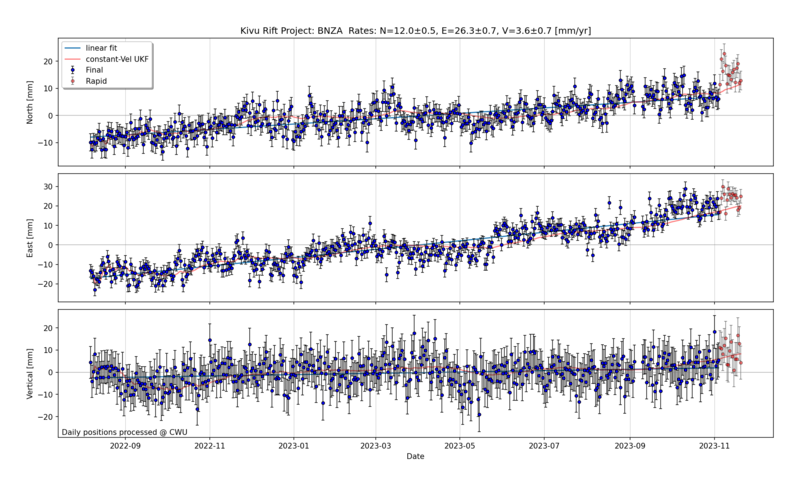 Kivu Rift Project: BNZA  Rates: N=12.0±0.5, E=26.3±0.7, V=3.6±0.7 [mm/yr]
linear fit
constant-Vel UKF
Final
Rapid
North [mm]
20
10
0
−10
East [mm]
30
20
10
0
−10
−20
Vertical [mm]
20
10
0
−10
−20
Daily positions processed @ CWU
2022-09
2022-11
2023-01
2023-03
2023-05
2023-07
2023-09
2023-11
Date